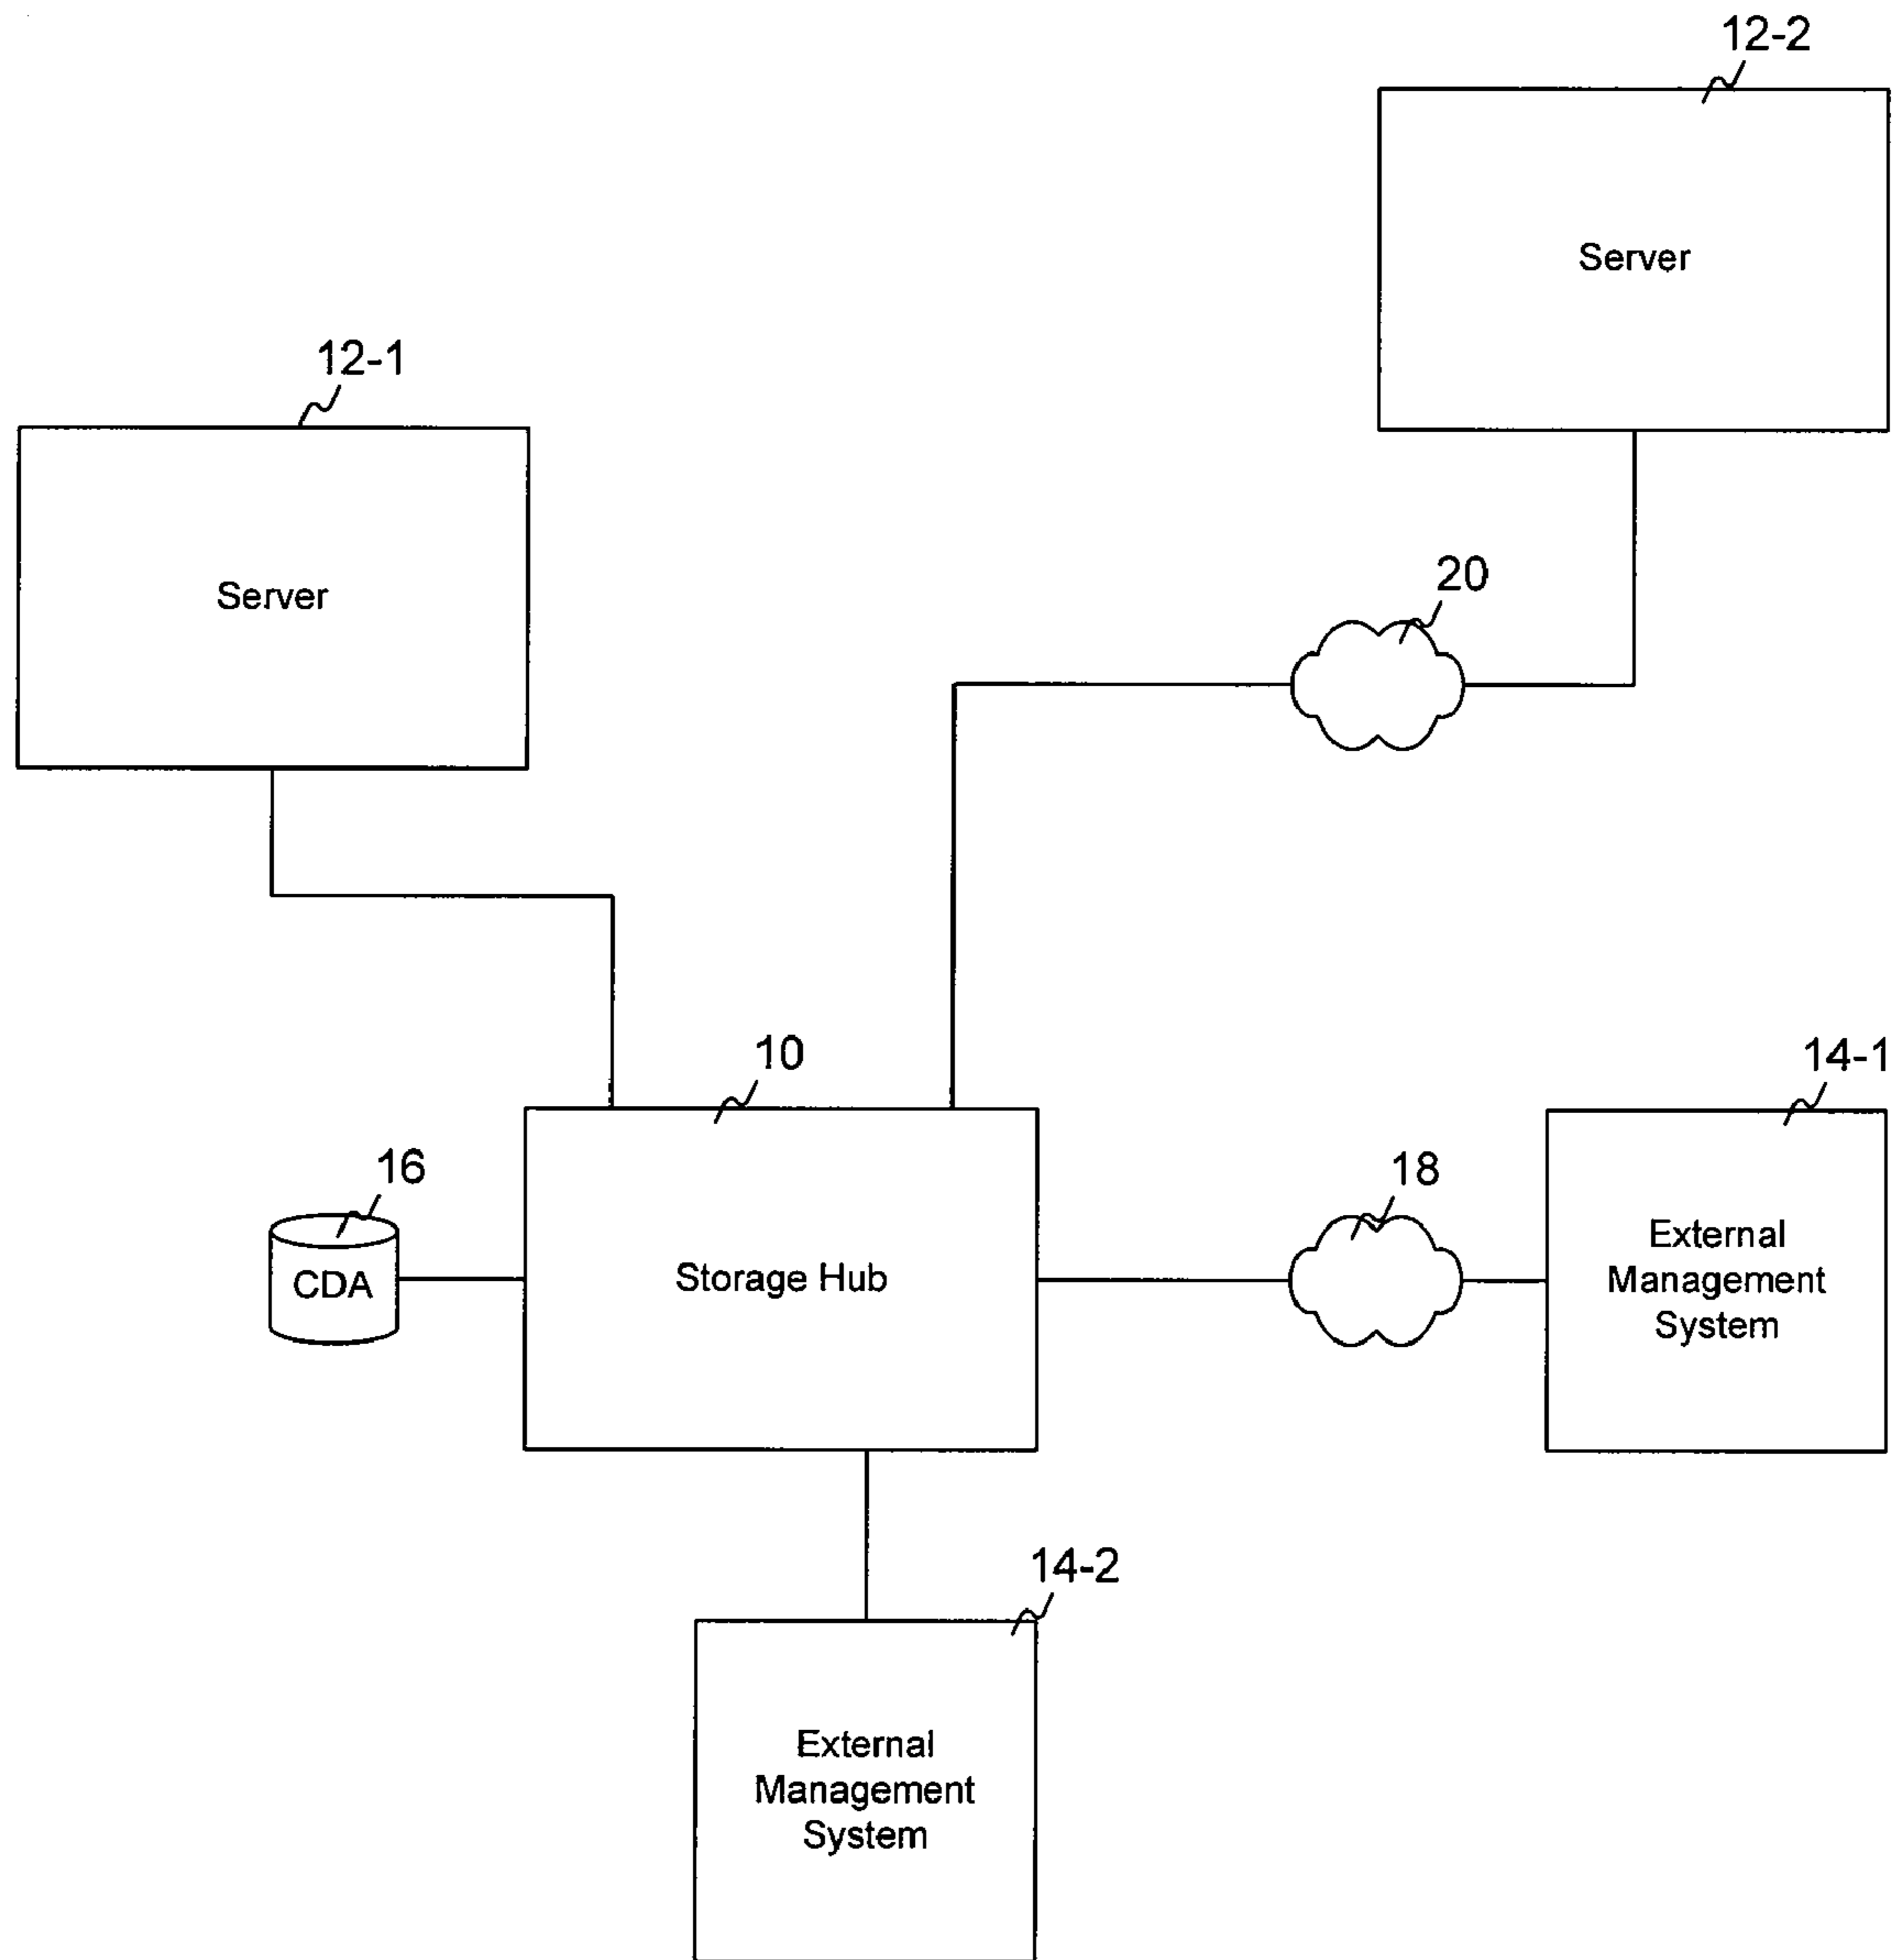 12-2
Server
12-1
Server
20
10
14-1
16
18
CDA
Storage Hub
External
Management
System
14-2
External
Management
System